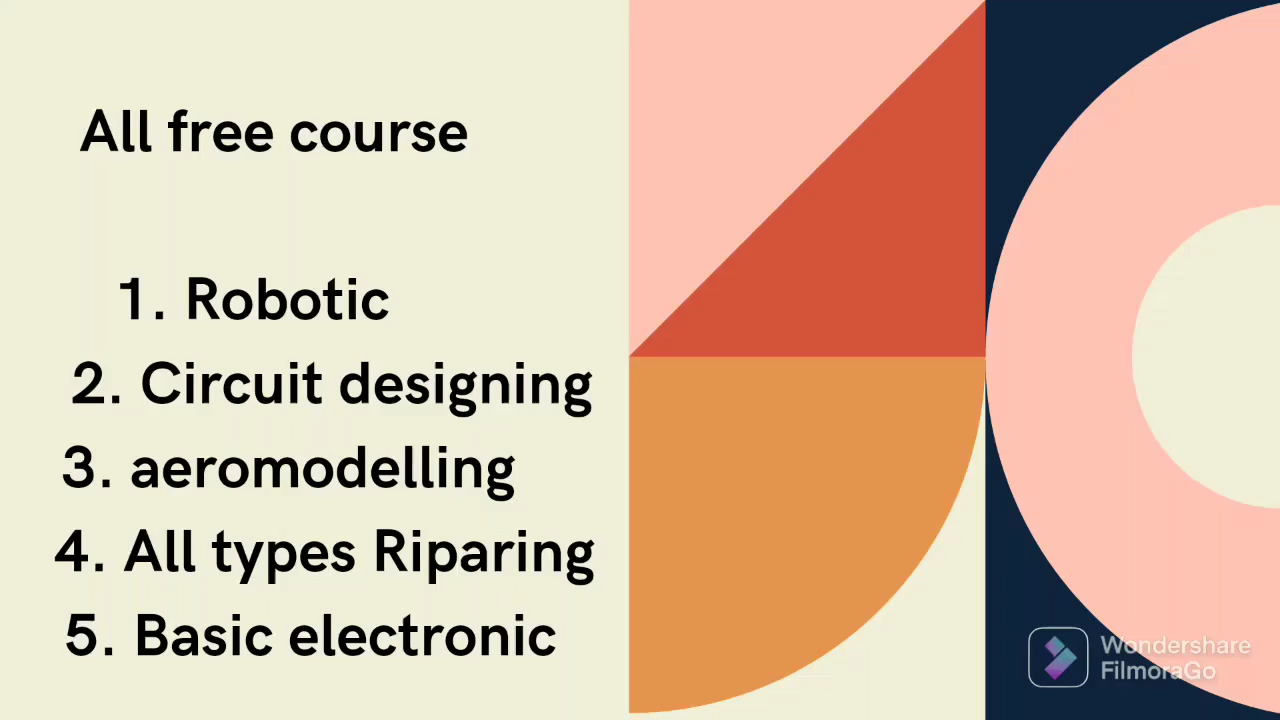 All free course
1. Robotic
2. Circuit designing
3. aeromodelling
4. All types Riparing
5. Basic electronic
Wondershare
FilmoraGo